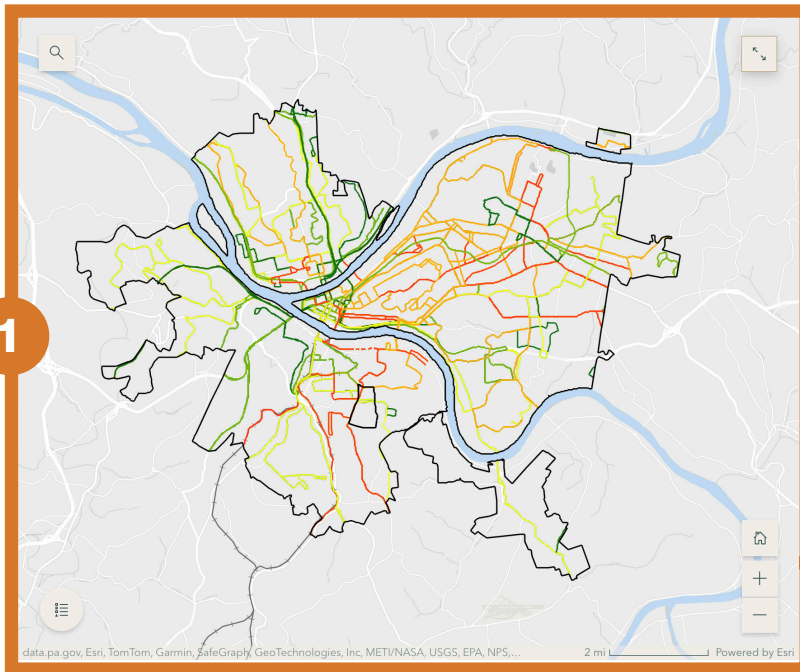 1
data.pa.gov, Esri, TomTom, Garmin, SafeGraph, GeoTechnologies, Inc, METI/NASA, USGS, EPA, NPS,...
2 mi
Powered by Esri